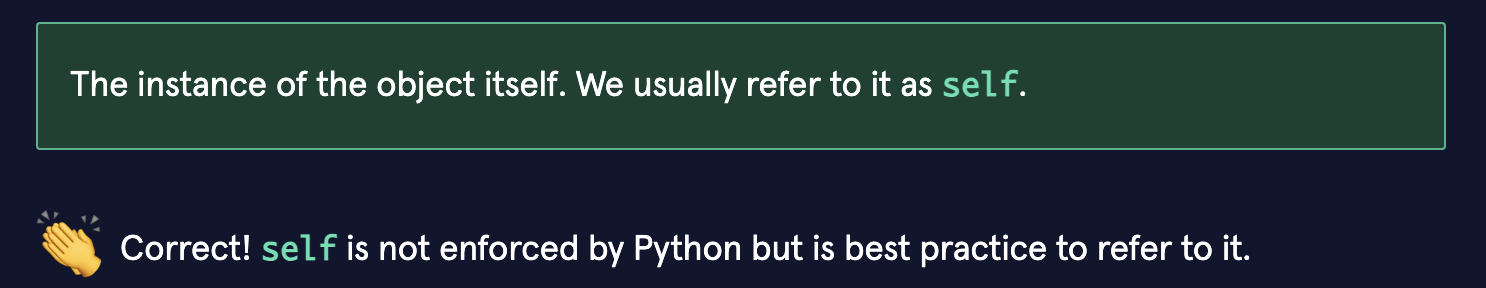 The instance of the object itself. We usually refer to it as self.
Correct! self is not enforced by Python but is best practice to refer to it.